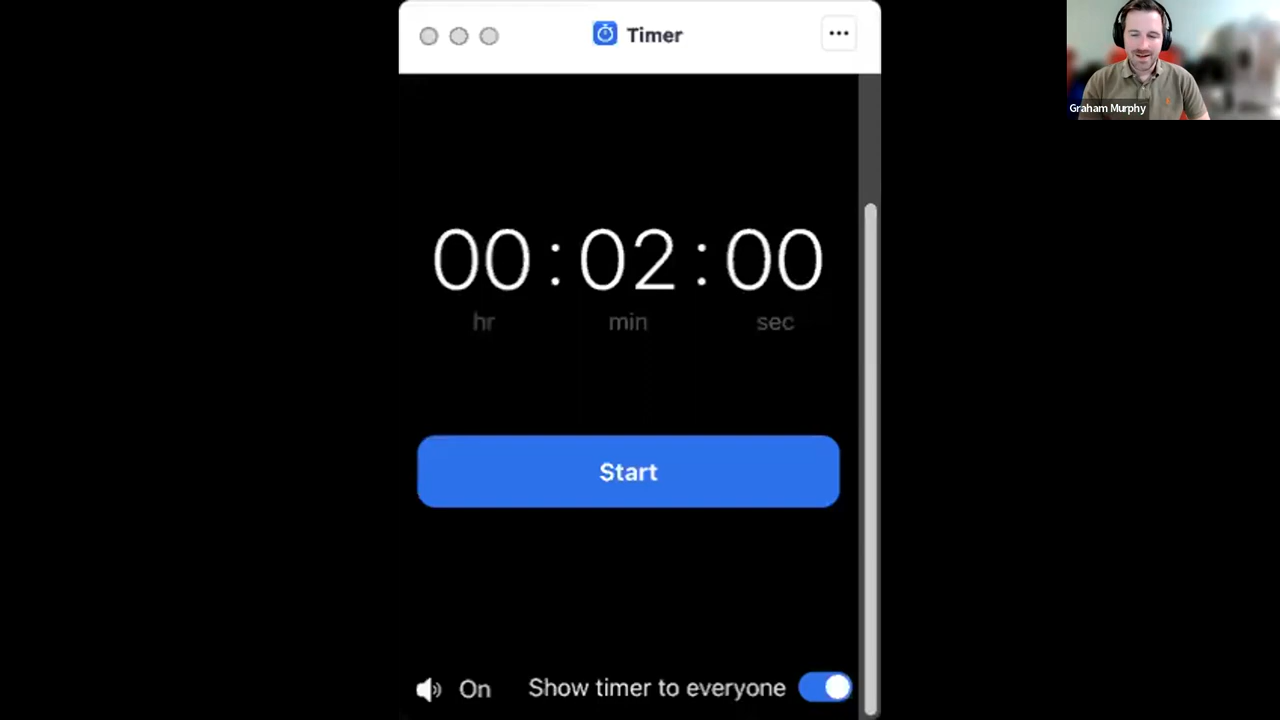 Timer
Graham Murphy
00 : 02 : 00
hr min sec
Start
On Show timer to everyone